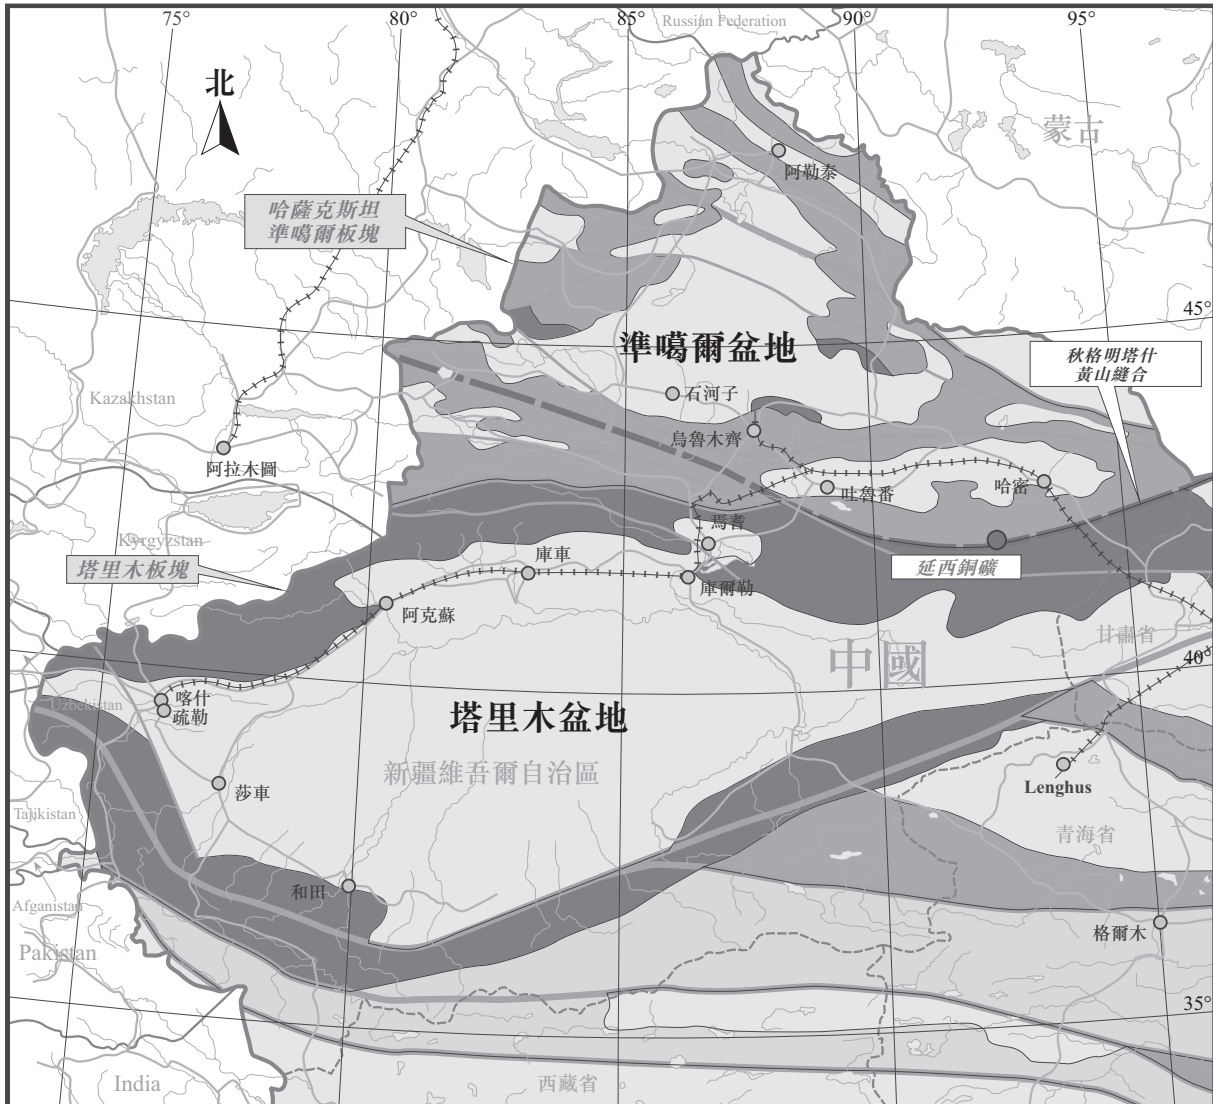 75°
80°
85°
90°
95°
Russian Federation
北
蒙古
阿勒泰
哈薩克斯坦
準噶爾板塊
45°
準噶爾盆地
秋格明塔什
黃山縫合
Kazakhstan
石河子
烏魯木齊
阿拉木圖
吐魯番
哈密
焉耆
Kyrgyzstan
庫車
塔里木板塊
延西銅礦
庫爾勒
阿克蘇
甘肅省
中國
40°
喀什
疏勒
Uzbekistan
塔里木盆地
新疆維吾爾自治區
莎車
Lenghus
Tajikistan
青海省
和田
Afganistan
格爾木
Pakistan
35°
India
西藏省